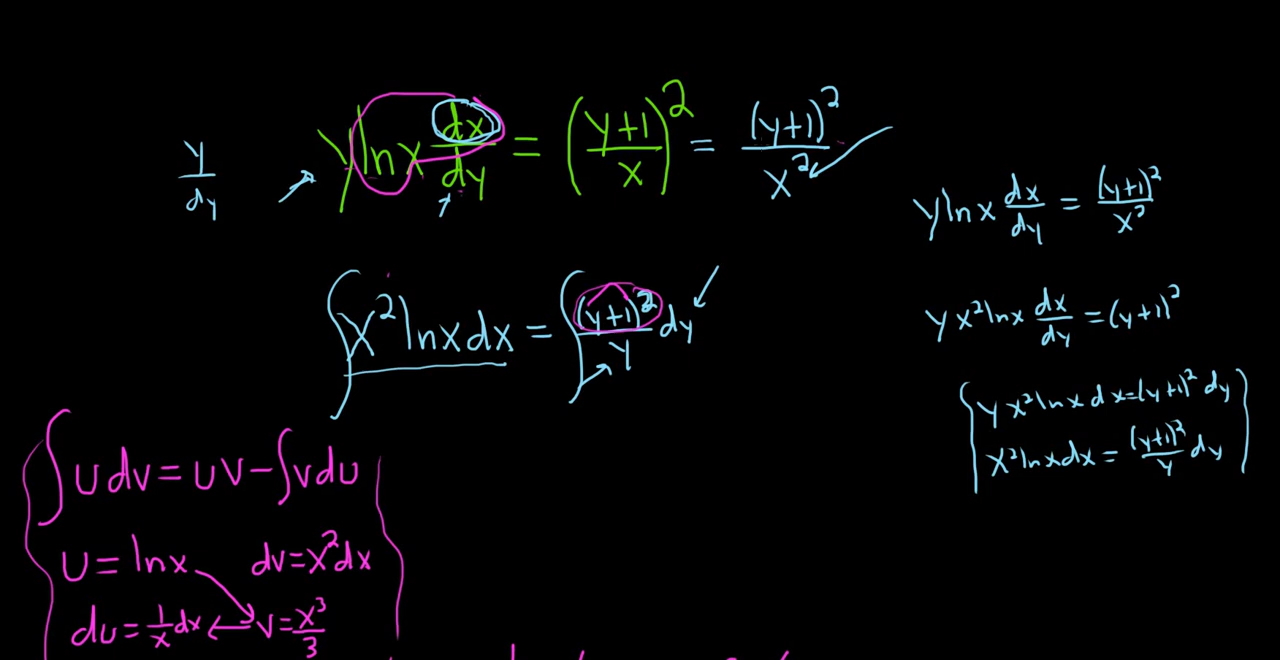 y ln x dx/dy = ((y+1)/x)^2 = (y+1)^2/x^2
y/dy
∫ x^2 ln x dx = ∫ (y+1)^2/y dy
∫ u dv = uv - ∫ v du
u = ln x dv = x^2 dx
du = 1/x dx v = x^3/3
y ln x dx/dy = (y+1)^2/x^2
y x^2 ln x dx/dy = (y+1)^2
y x^2 ln x dx = (y+1)^2 dy
x^2 ln x dx = (y+1)^2/y dy